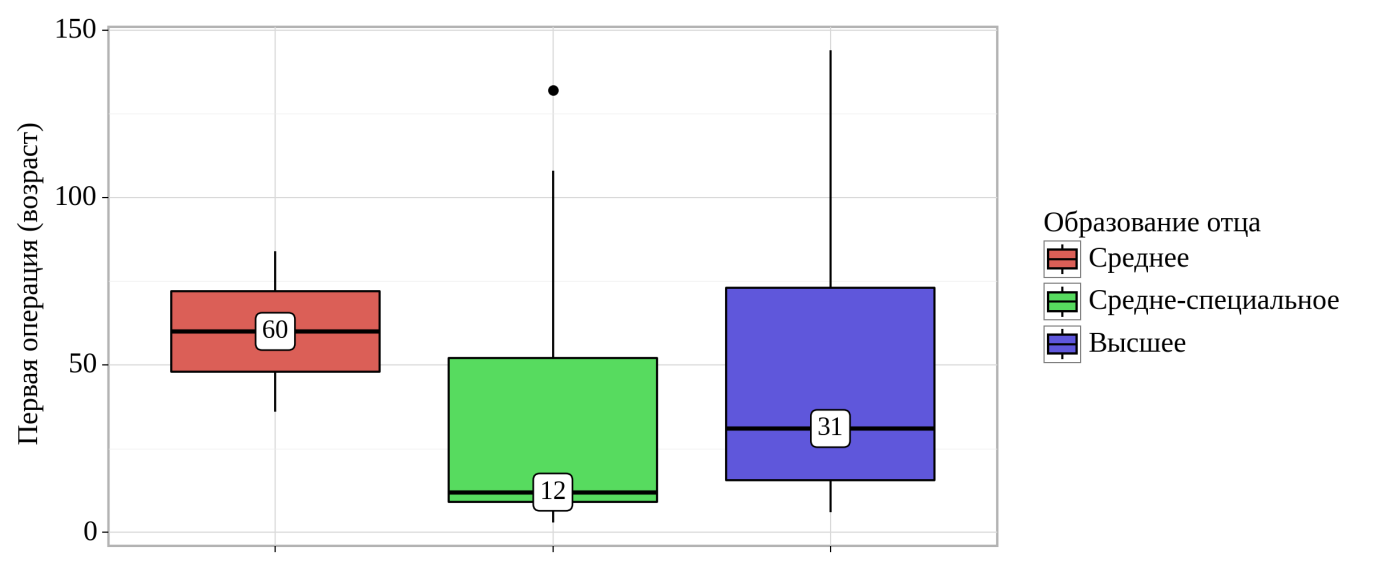 Первая операция (возраст)
150
100
50
0
60
12
31
Образование отца
Среднее
Средне-специальное
Высшее